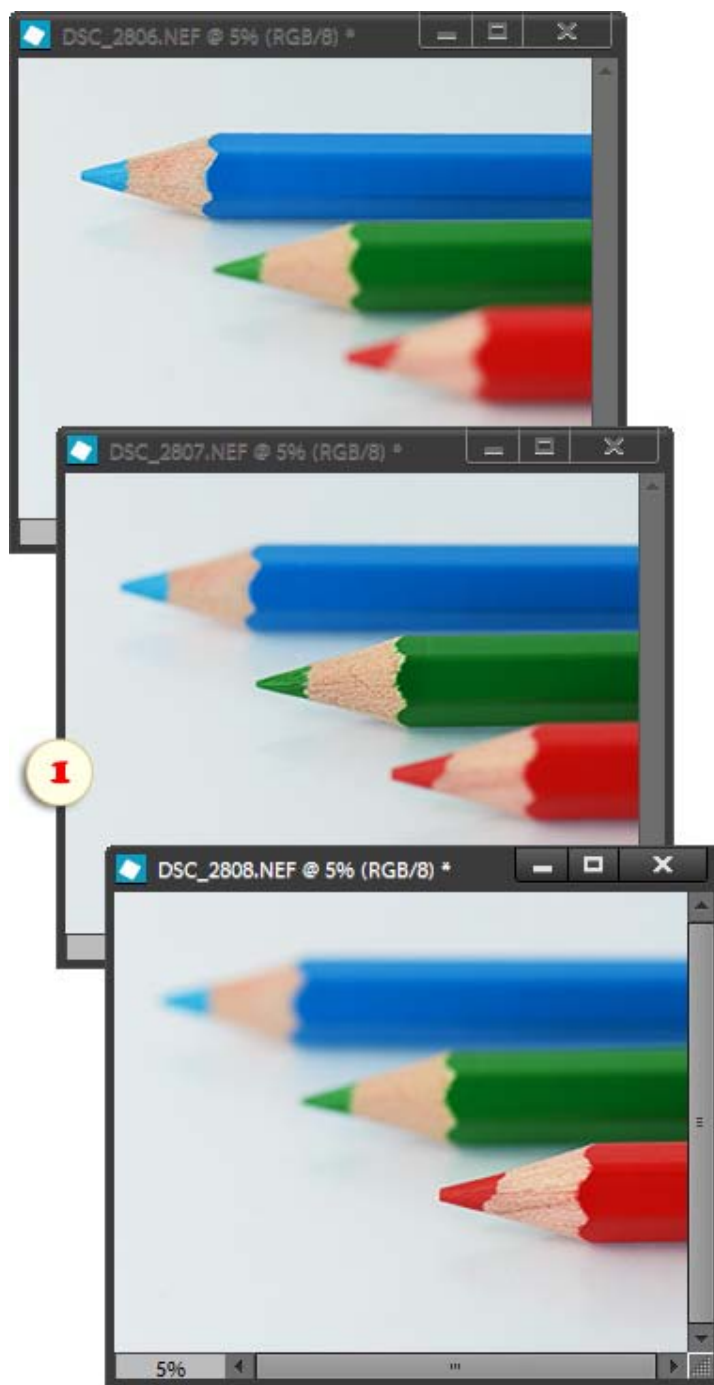 DSC_2806.NEF @ 5% (RGB/8) *
DSC_2807.NEF @ 5% (RGB/8) *
1
DSC_2808.NEF @ 5% (RGB/8) *
5%